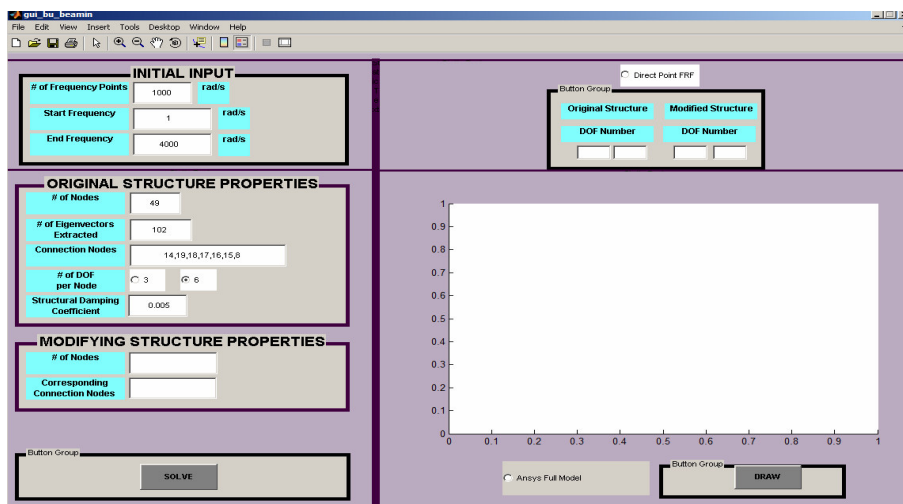 gui_bu_beamin
File Edit View Insert Tools Desktop Window Help
INITIAL INPUT
# of Frequency Points 1000 rad/s
Start Frequency 1 rad/s
End Frequency 4000 rad/s
ORIGINAL STRUCTURE PROPERTIES
# of Nodes 49
# of Eigenvectors
Extracted 102
Connection Nodes 14,19,18,17,16,15,8
# of DOF
per Node 3 6
Structural Damping
Coefficient 0.005
MODIFYING STRUCTURE PROPERTIES
# of Nodes
Corresponding
Connection Nodes
Button Group
SOLVE
Direct Point FRF
Button Group
Original Structure Modified Structure
DOF Number DOF Number
1
0.9
0.8
0.7
0.6
0.5
0.4
0.3
0.2
0.1
0
0 0.1 0.2 0.3 0.4 0.5 0.6 0.7 0.8 0.9 1
Ansys Full Model
Button Group
DRAW